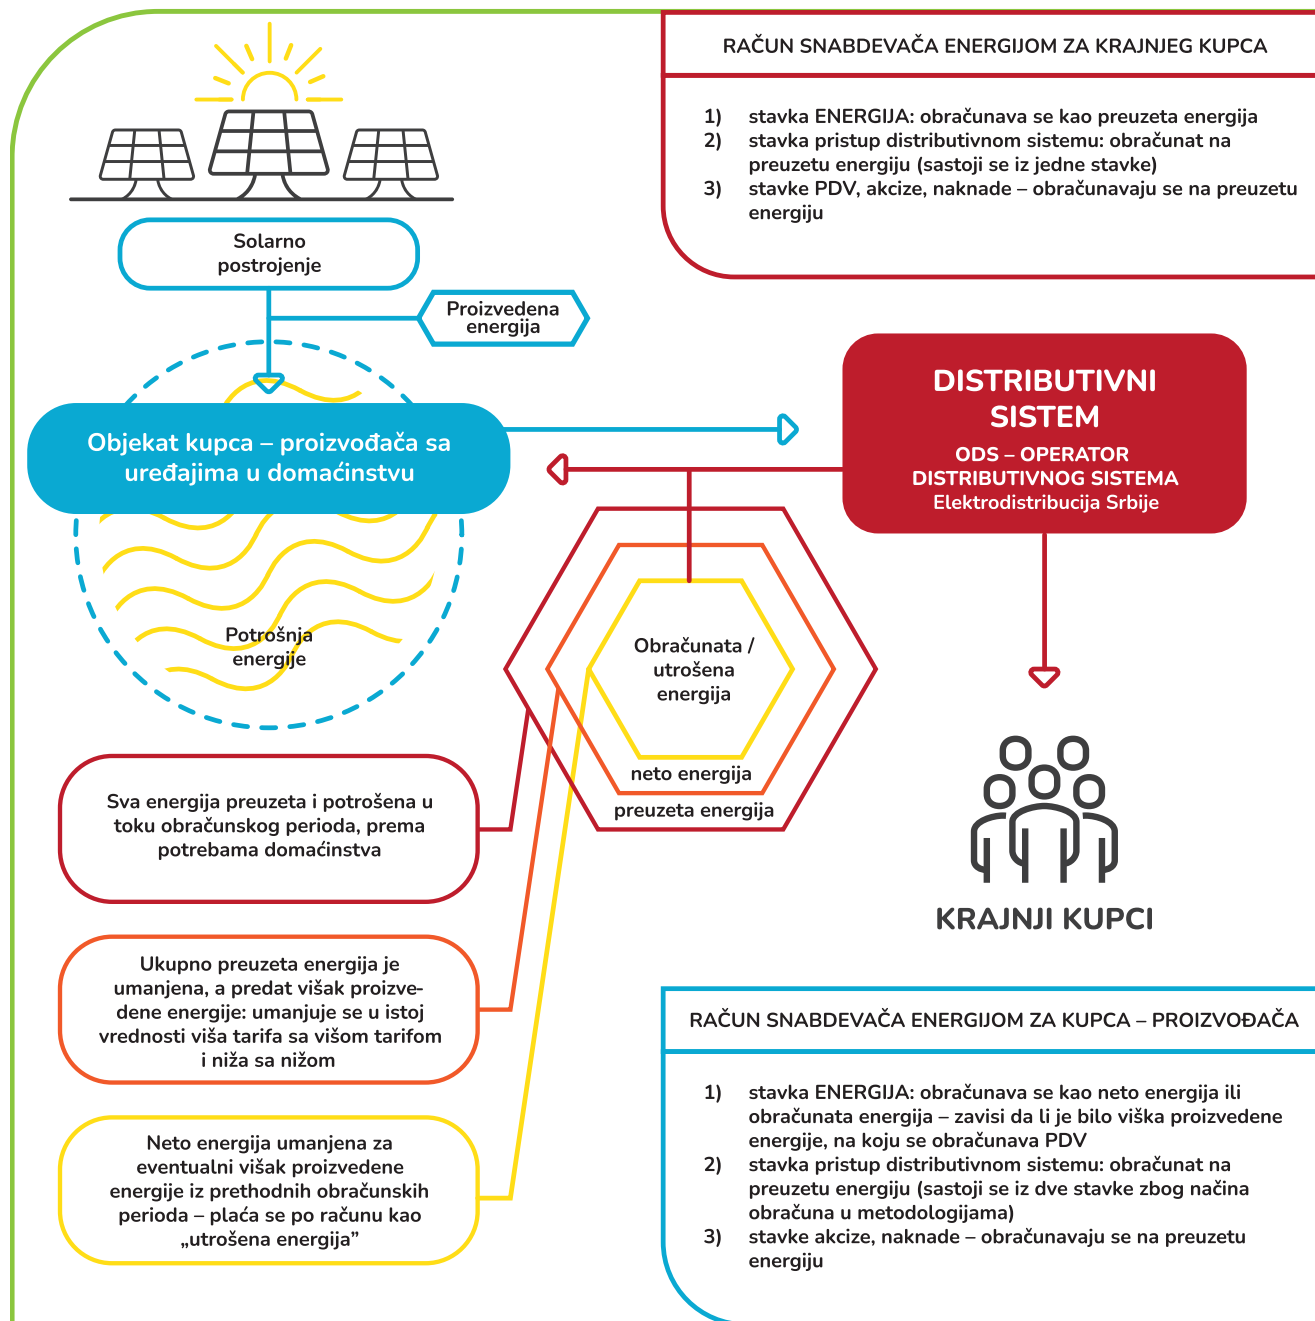 RAČUN SNABDEVAČA ENERGIJOM ZA KRAJNJEG KUPCA
1) stavka ENERGIJA: obračunava se kao preuzeta energija
2) stavka pristup distributivnom sistemu: obračunat na
preuzetu energiju (sastoji se iz jedne stavke)
3) stavke PDV, akcize, naknade – obračunavaju se na preuzetu
energiju
Solarno
postrojenje
Proizvedena
energija
Objekat kupca – proizvođača sa
uređajima u domaćinstvu
DISTRIBUTIVNI
SISTEM
ODS – OPERATOR
DISTRIBUTIVNOG SISTEMA
Elektrodistribucija Srbije
Potrošnja
energije
Obračunata /
utrošena
energija
neto energija
preuzeta energija
Sva energija preuzeta i potrošena u
toku obračunskog perioda, prema
potrebama domaćinstva
KRAJNJI KUPCI
Ukupno preuzeta energija je
umanjena, a predat višak proizve-
dene energije: umanjuje se u istoj
vrednosti viša tarifa sa višom tarifom
i niža sa nižom
Neto energija umanjena za
eventualni višak proizvedene
energije iz prethodnih obračunskih
perioda – plaća se po računu kao
„utrošena energija”
RAČUN SNABDEVAČA ENERGIJOM ZA KUPCA – PROIZVOĐAČA
1) stavka ENERGIJA: obračunava se kao neto energija ili
obračunata energija – zavisi da li je bilo viška proizvedene
energije, na koju se obračunava PDV
2) stavka pristup distributivnom sistemu: obračunat na
preuzetu energiju (sastoji se iz dve stavke zbog načina
obračuna u metodologijama)
3) stavke akcize, naknade – obračunavaju se na preuzetu
energiju